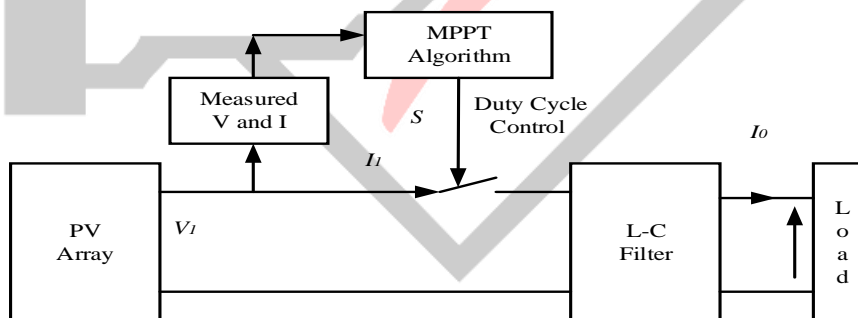 MPPT
Algorithm
Measured
V and I
S
Duty Cycle
Control
I1
I0
PV
Array
V1
L-C
Filter
L
o
a
d